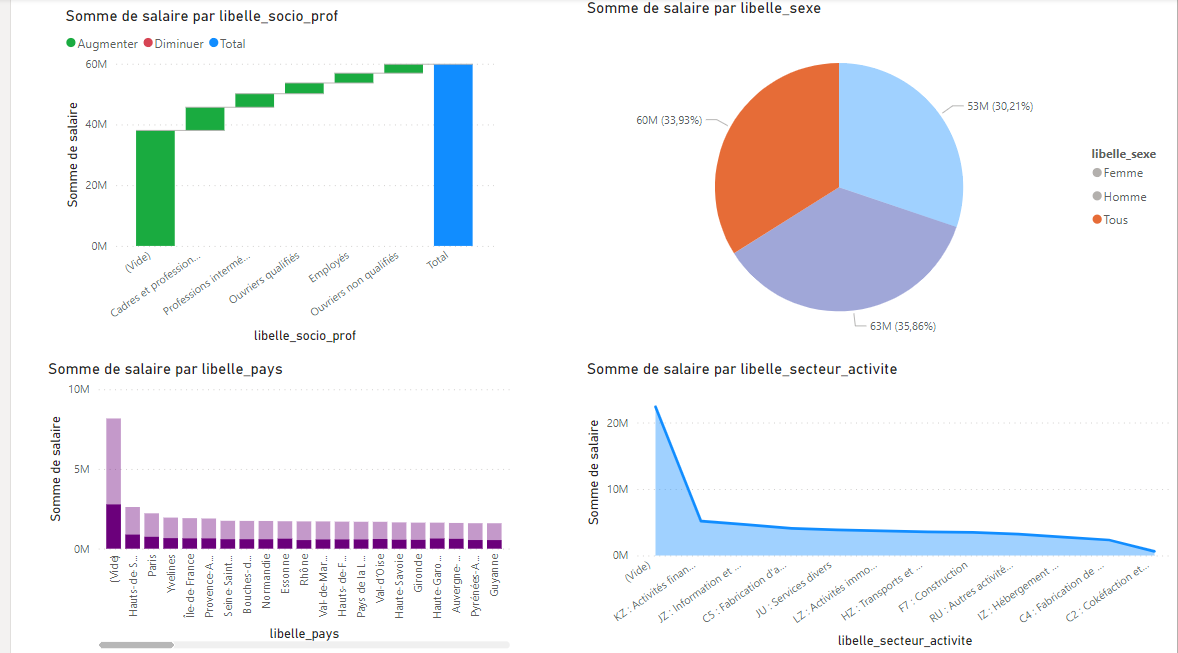 Somme de salaire par libelle_socio_prof
Augmenter Diminuer Total
60M
40M
20M
0M
Somme de salaire
(Vide)
Cadres et profession...
Professions intermé...
Ouvriers qualifiés
Employés
Ouvriers non qualifiés
Total
libelle_socio_prof
Somme de salaire par libelle_sexe
60M (33,93%)
53M (30,21%)
63M (35,86%)
libelle_sexe
Femme
Homme
Tous
Somme de salaire par libelle_pays
10M
5M
0M
Somme de salaire
(Vide)
Hauts-de-S...
Paris
Yvelines
Île-de-France
Provence-A...
Seine-Saint...
Bouches-d...
Normandie
Essonne
Rhône
Val-de-Mar...
Hauts-de-F...
Pays de la L...
Val-d'Oise
Haute-Savoie
Gironde
Haute-Garo...
Auvergne-...
Pyrénées-A...
Guyanne
libelle_pays
Somme de salaire par libelle_secteur_activite
20M
10M
0M
Somme de salaire
(Vide)
KZ : Activités finan...
JZ : Information et ...
C5 : Fabrication d'a...
JU : Services divers
LZ : Activités immo...
HZ : Transports et ...
F7 : Construction
RU : Autres activité...
IZ : Hébergement ...
C4 : Fabrication de ...
C2 : Cokéfaction et...
libelle_secteur_activite